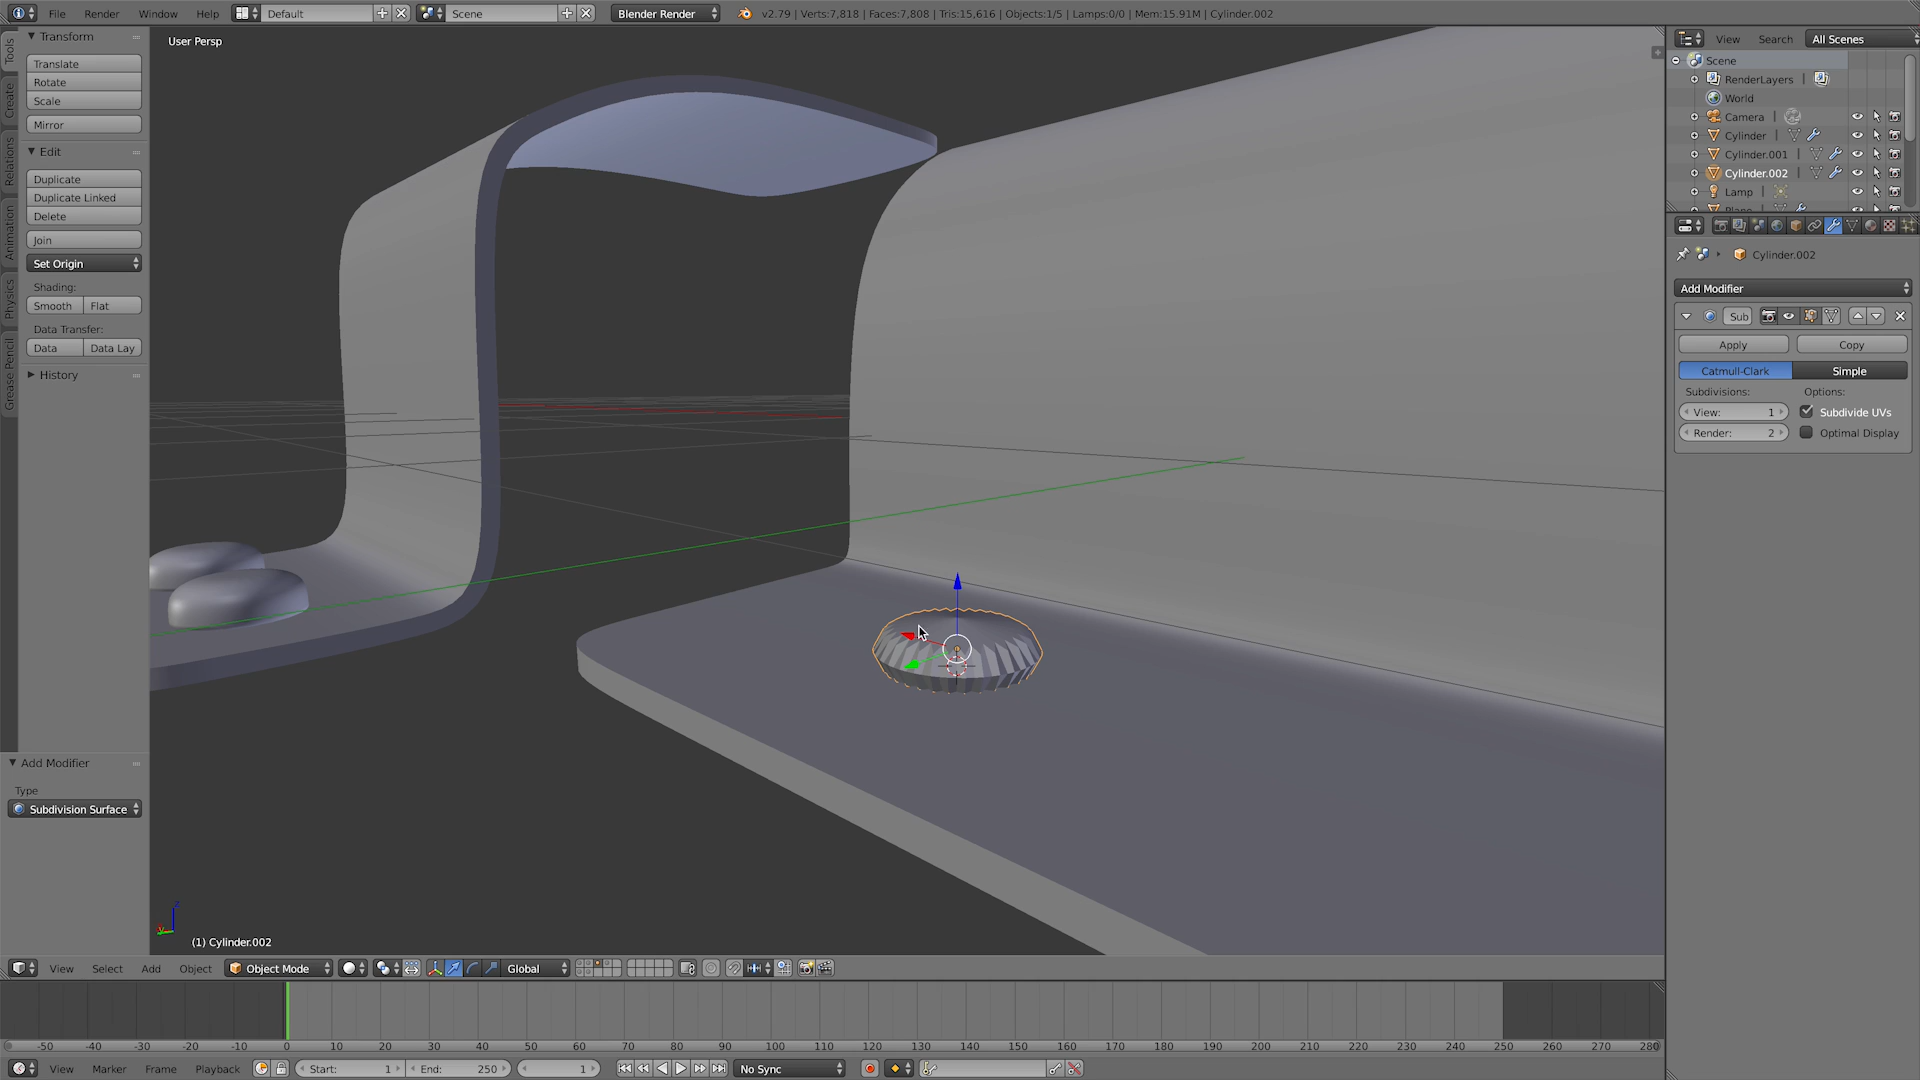 File Render Window Help Default Scene Blender Render v2.79 | Verts:7,818 | Faces:7,808 | Tris:15,616 | Objects:1/5 | Lamps:0/0 | Mem:15.91M | Cylinder.002
Tools
Create
Relations
Animation
Physics
Grease Pencil
Transform
Translate
Rotate
Scale
Mirror
Edit
Duplicate
Duplicate Linked
Delete
Join
Set Origin
Shading:
Smooth Flat
Data Transfer:
Data Data Lay
History
Add Modifier
Type
Subdivision Surface
User Persp
(1) Cylinder.002
View Search All Scenes
Scene
RenderLayers
World
Camera
Cylinder
Cylinder.001
Cylinder.002
Lamp
Plane
Cylinder.002
Add Modifier
Sub
Apply Copy
Catmull-Clark Simple
Subdivisions: Options:
View: 1 Subdivide UVs
Render: 2 Optimal Display
View Select Add Object Object Mode Global
-50 -40 -30 -20 -10 0 10 20 30 40 50 60 70 80 90 100 110 120 130 140 150 160 170 180 190 200 210 220 230 240 250 260 270 280
View Marker Frame Playback Start: 1 End: 250 1 No Sync